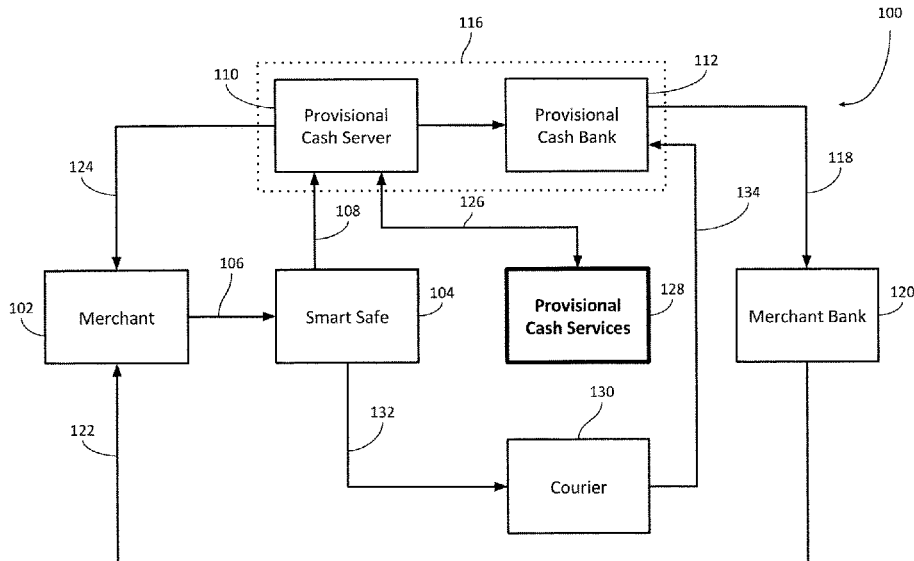 116
100
110
112
Provisional
Cash Server
Provisional
Cash Bank
124
118
108
126
134
106
102
Merchant
Smart Safe
104
Provisional
Cash Services
128
Merchant Bank
120
122
132
130
Courier